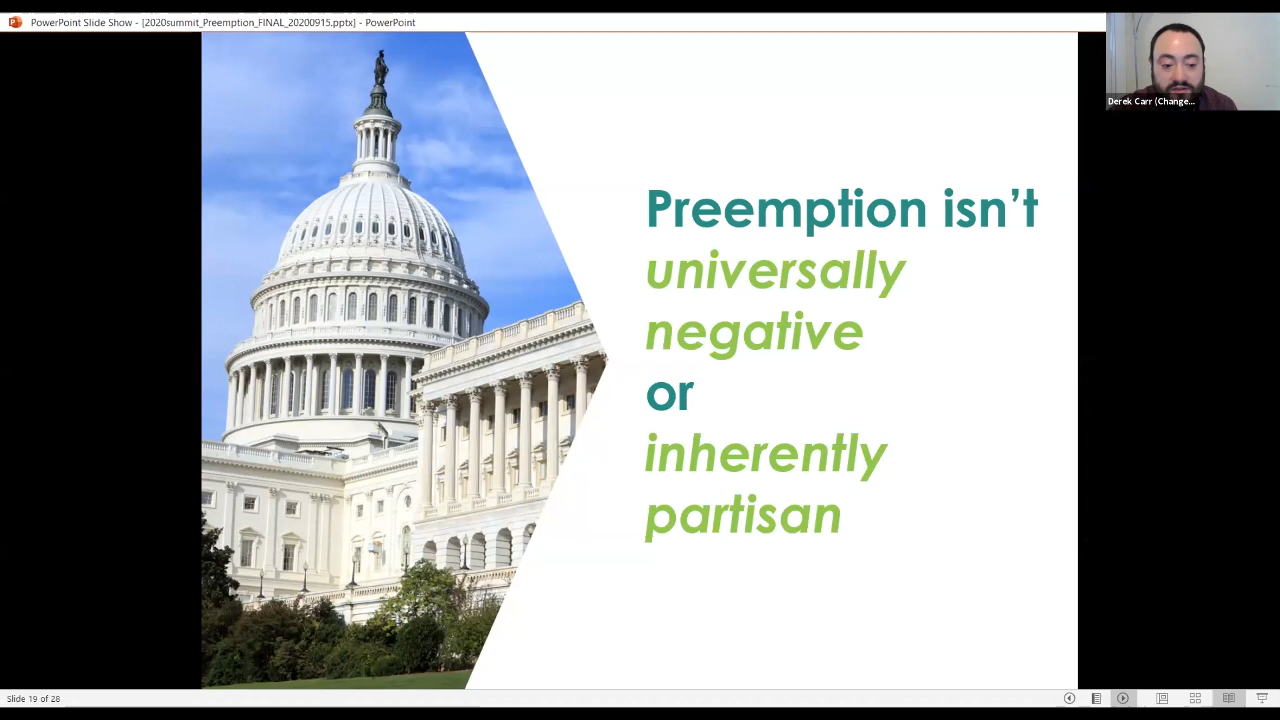 PowerPoint Slide Show - [2020summit_Preemption_FINAL_20200915.pptx] - PowerPoint
Derek Carr (Change...
Preemption isn’t
universally
negative
or
inherently
partisan
Slide 19 of 28